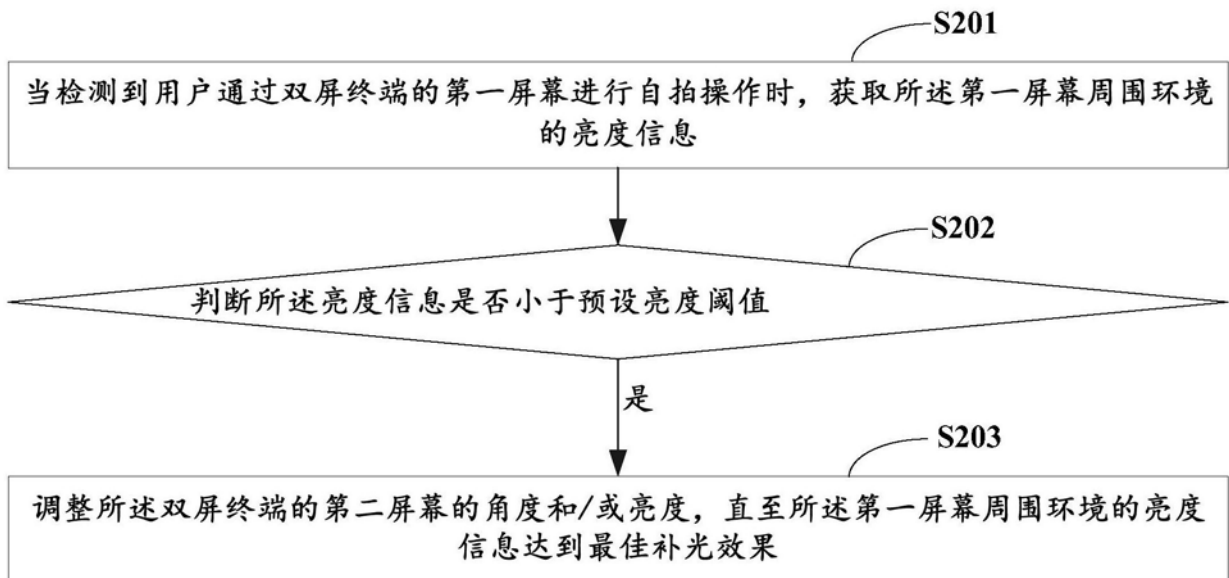 S201
当检测到用户通过双屏终端的第一屏幕进行自拍操作时，获取所述第一屏幕周围环境
的亮度信息
S202
判断所述亮度信息是否小于预设亮度阈值
是
S203
调整所述双屏终端的第二屏幕的角度和/或亮度，直至所述第一屏幕周围环境的亮度
信息达到最佳补光效果